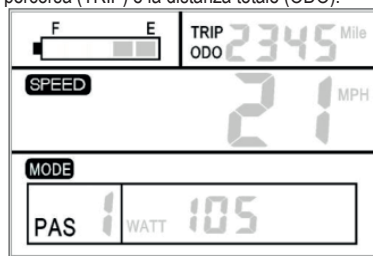 percorsa (TRIP) e la distanza totale (ODO).
F E
TRIP
ODO 2345 Mile
SPEED
21 MPH
MODE
PAS 1 WATT 105